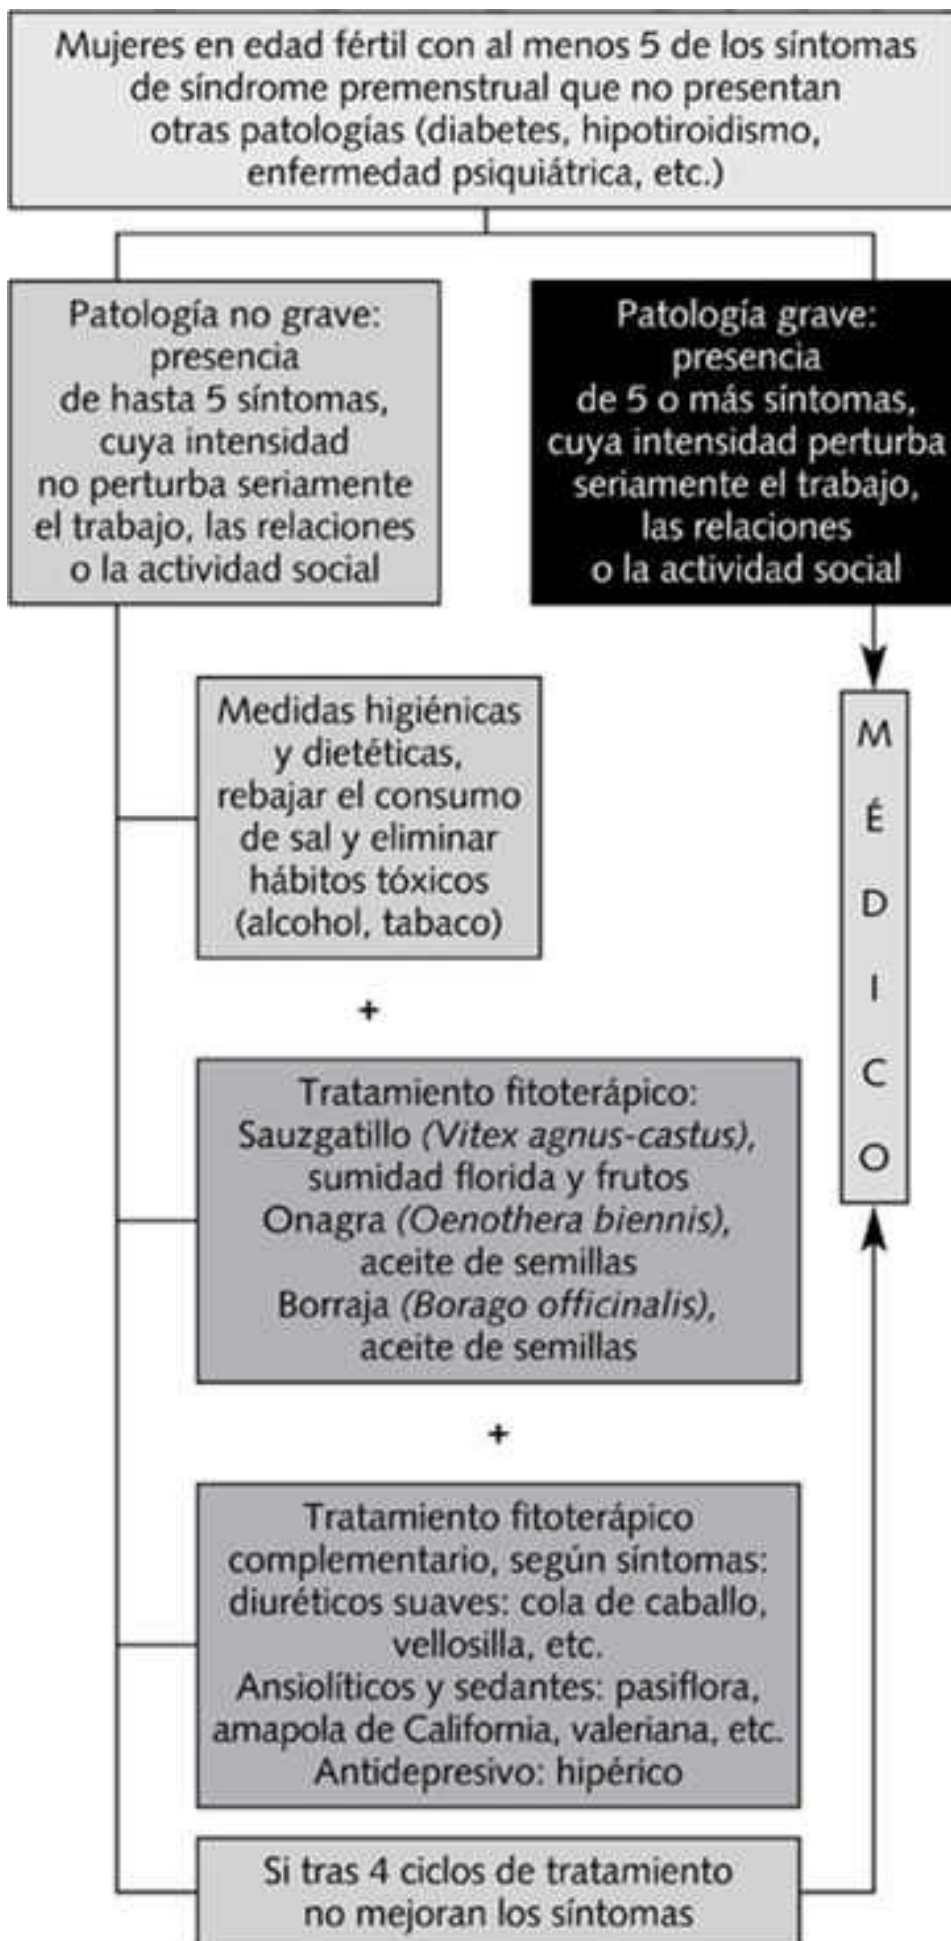 Mujeres en edad fértil con al menos 5 de los síntomas
de síndrome premenstrual que no presentan
otras patologías (diabetes, hipotiroidismo,
enfermedad psiquiátrica, etc.)
Patología no grave:
presencia
de hasta 5 síntomas,
cuya intensidad
no perturba seriamente
el trabajo, las relaciones
o la actividad social
Patología grave:
presencia
de 5 o más síntomas,
cuya intensidad perturba
seriamente el trabajo,
las relaciones
o la actividad social
Medidas higiénicas
y dietéticas,
rebajar el consumo
de sal y eliminar
hábitos tóxicos
(alcohol, tabaco)
M
É
D
I
C
O
+
Tratamiento fitoterápico:
Sauzgatillo (Vitex agnus-castus),
sumidad florida y frutos
Onagra (Oenothera biennis),
aceite de semillas
Borraja (Borago officinalis),
aceite de semillas
+
Tratamiento fitoterápico
complementario, según síntomas:
diuréticos suaves: cola de caballo,
vellosilla, etc.
Ansiolíticos y sedantes: pasiflora,
amapola de California, valeriana, etc.
Antidepresivo: hipérico
Si tras 4 ciclos de tratamiento
no mejoran los síntomas